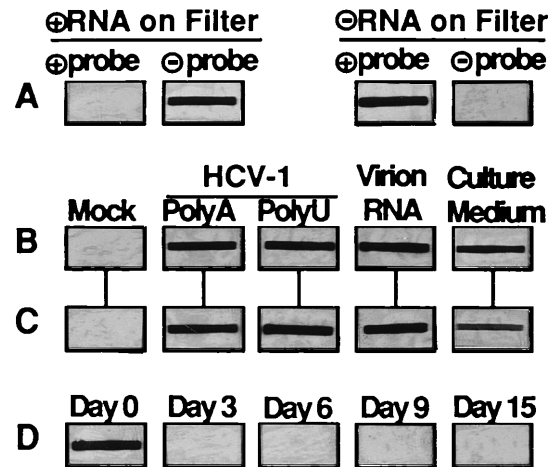 ⊕RNA on Filter ⊖RNA on Filter
⊕probe ⊖probe ⊕probe ⊖probe
A
HCV-1 Virion Culture
Mock PolyA PolyU RNA Medium
B
C
Day 0 Day 3 Day 6 Day 9 Day 15
D